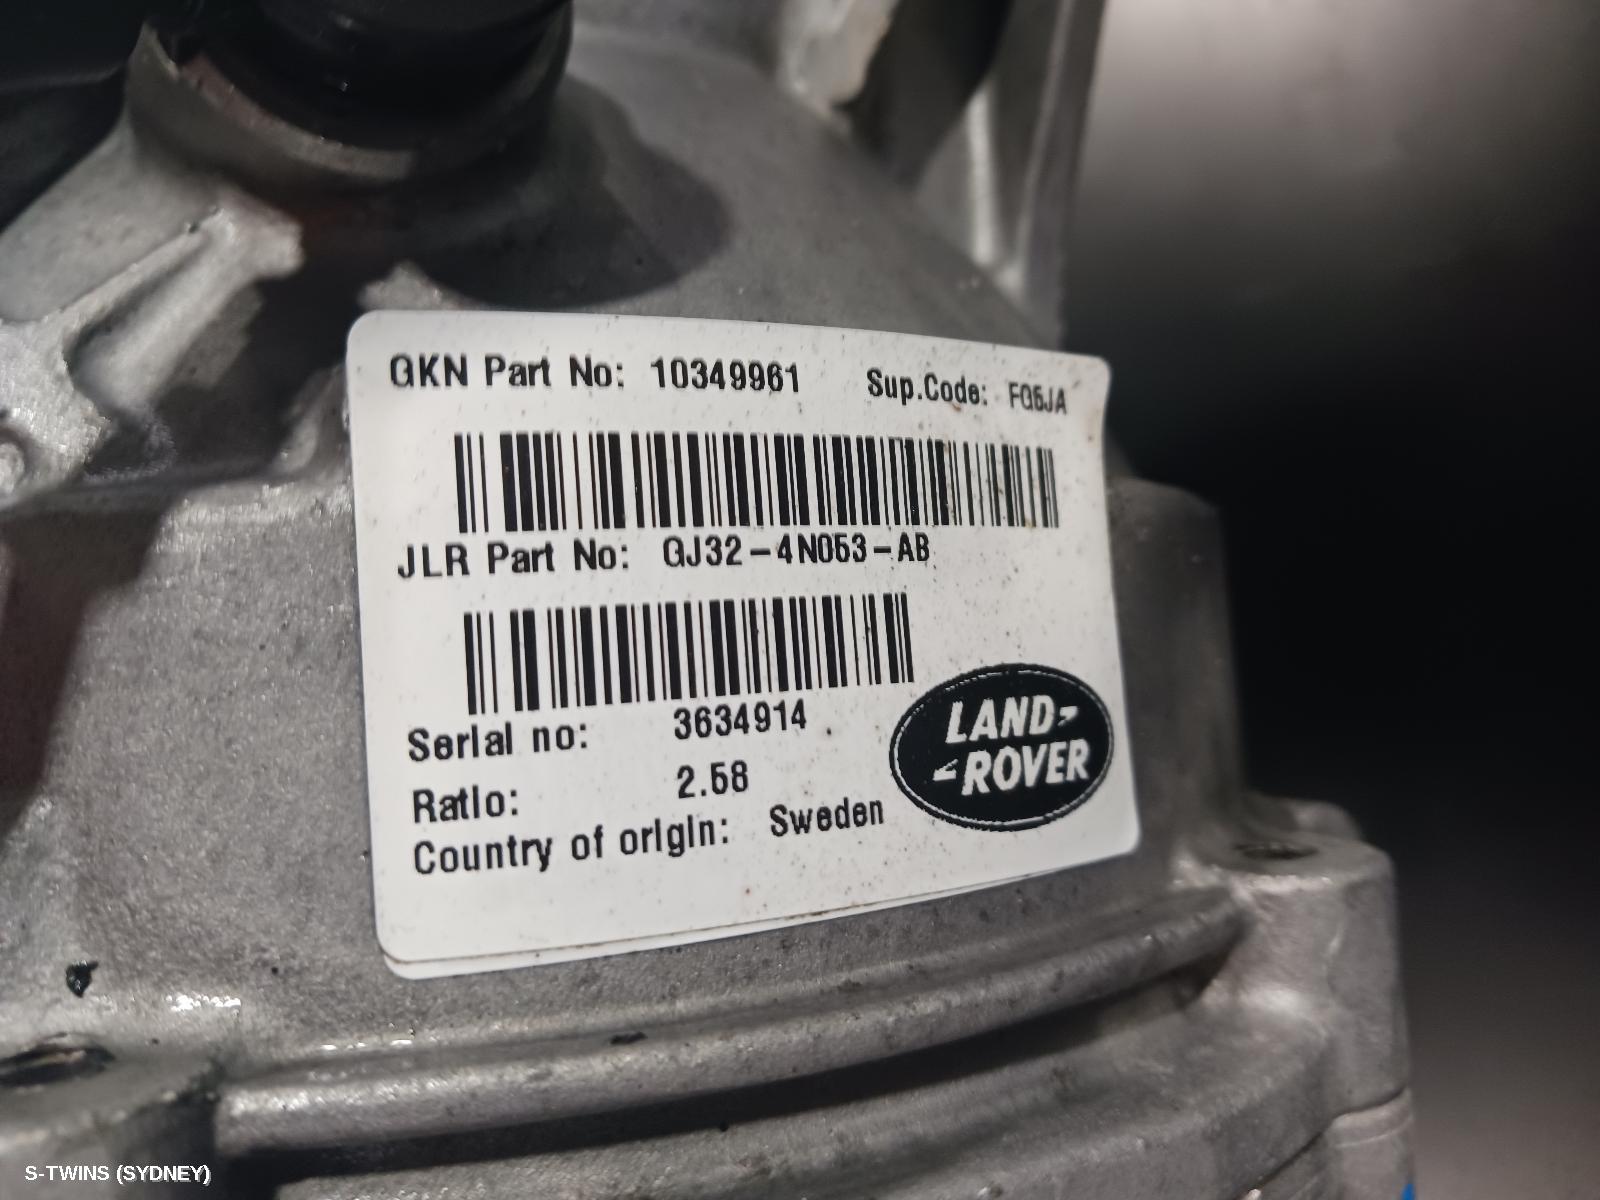 GKN Part No: 10349961 Sup.Code: FQ5JA
JLR Part No: GJ32-4N053-AB
Serial no: 3634914
Ratio: 2.58
Country of origin: Sweden
LAND
ROVER
S-TWINS (SYDNEY)